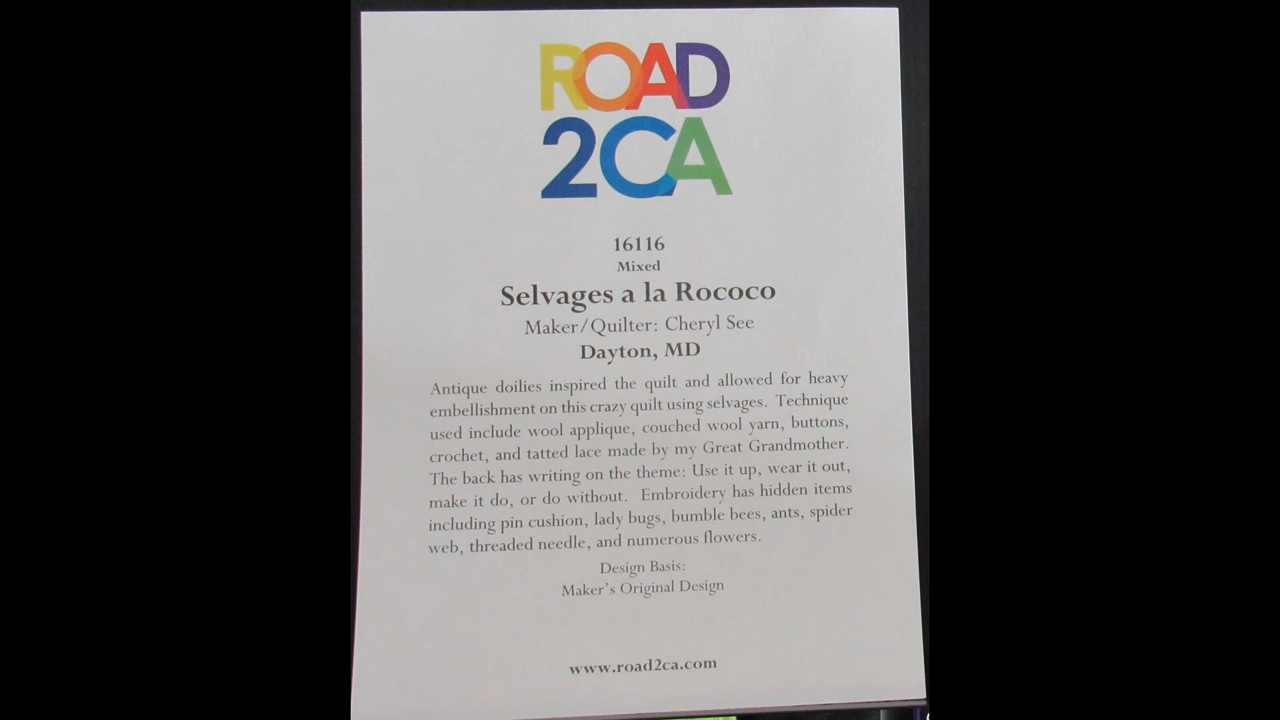 ROAD
2CA
16116
Mixed
Selvages a la Rococo
Maker/Quilter: Cheryl See
Dayton, MD
Antique doilies inspired the quilt and allowed for heavy
embellishment on this crazy quilt using selvages. Technique
used include wool applique, couched wool yarn, buttons,
crochet, and tatted lace made by my Great Grandmother.
The back has writing on the theme: Use it up, wear it out,
make it do, or do without. Embroidery has hidden items
including pin cushion, lady bugs, bumble bees, ants, spider
web, threaded needle, and numerous flowers.
Design Basis:
Maker's Original Design
www.road2ca.com